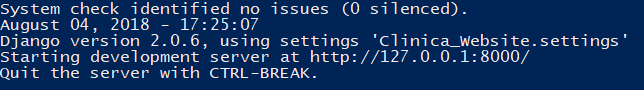 System check identified no issues (0 silenced).
August 04, 2018 - 17:25:07
Django version 2.0.6, using settings 'Clinica_Website.settings'
Starting development server at http://127.0.0.1:8000/
Quit the server with CTRL-BREAK.